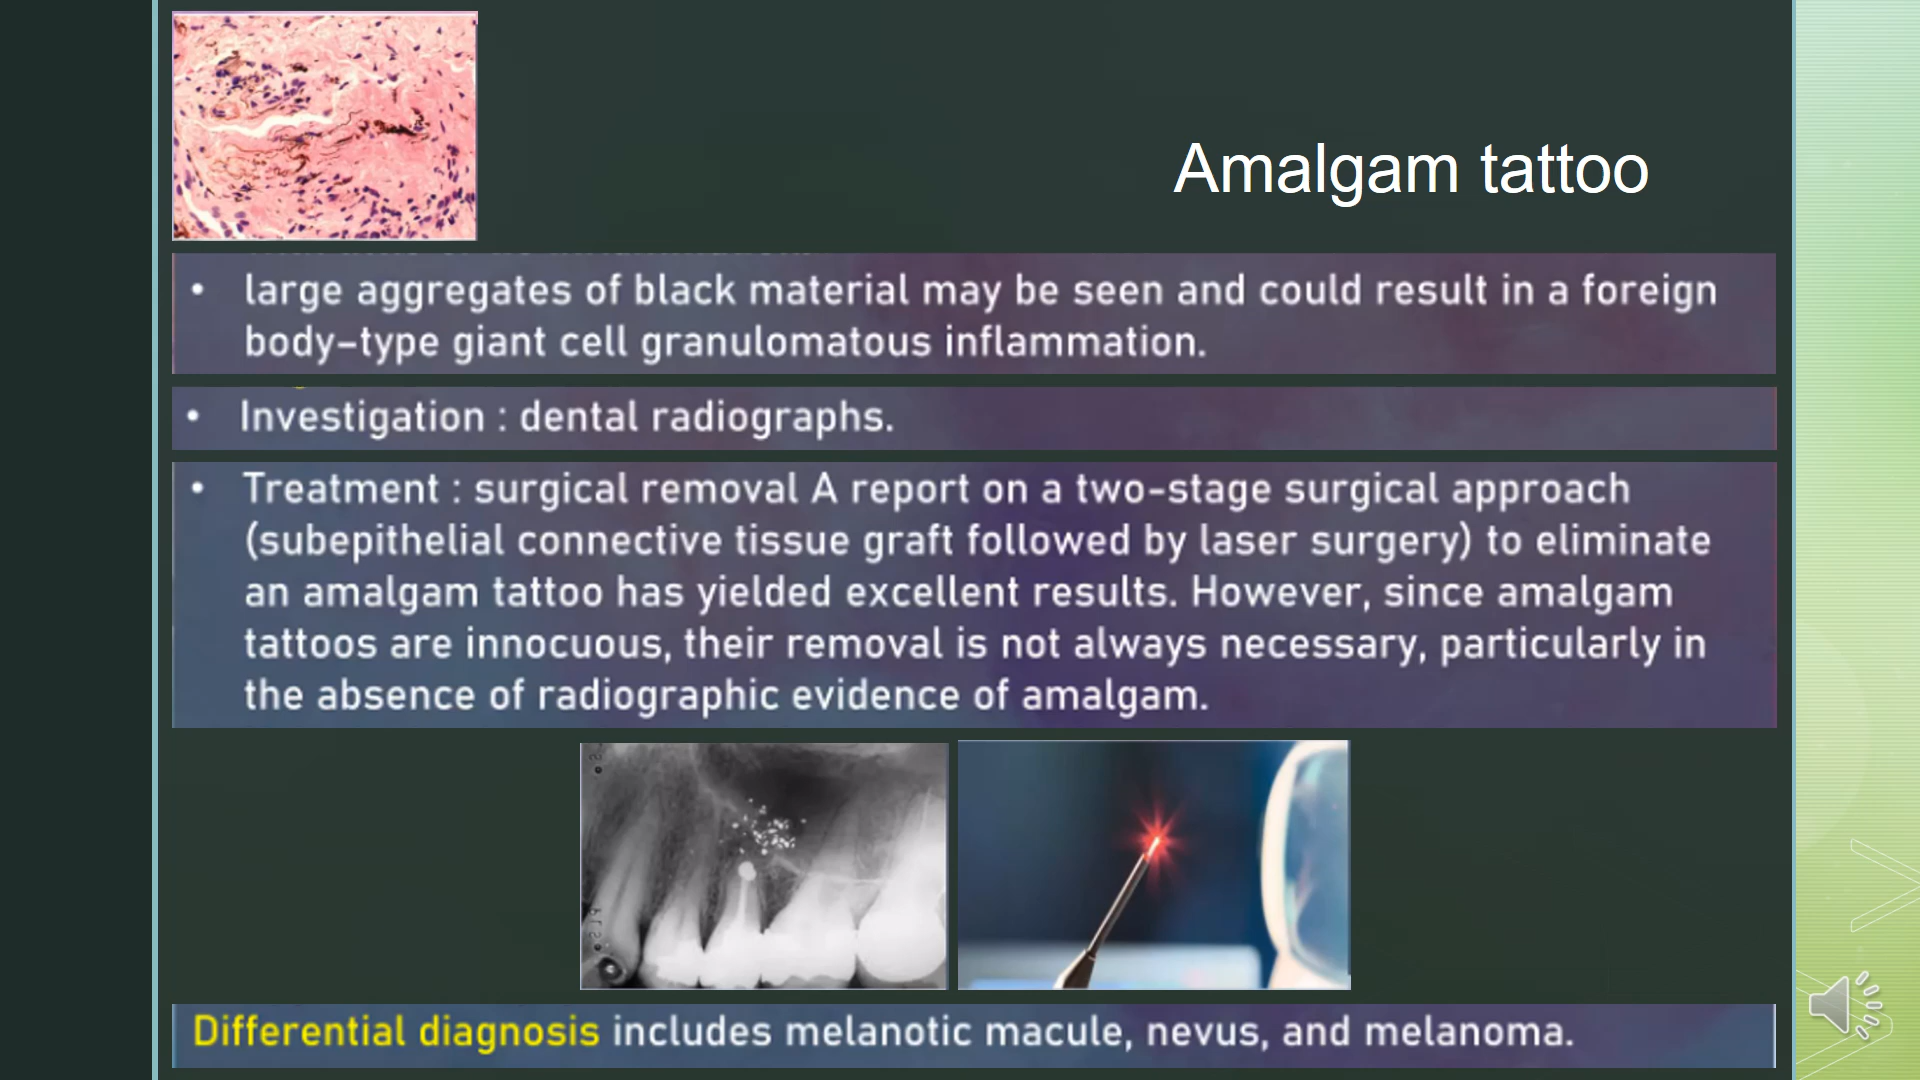 Amalgam tattoo
• large aggregates of black material may be seen and could result in a foreign
body–type giant cell granulomatous inflammation.
• Investigation : dental radiographs.
• Treatment : surgical removal A report on a two-stage surgical approach
(subepithelial connective tissue graft followed by laser surgery) to eliminate
an amalgam tattoo has yielded excellent results. However, since amalgam
tattoos are innocuous, their removal is not always necessary, particularly in
the absence of radiographic evidence of amalgam.
Differential diagnosis includes melanotic macule, nevus, and melanoma.